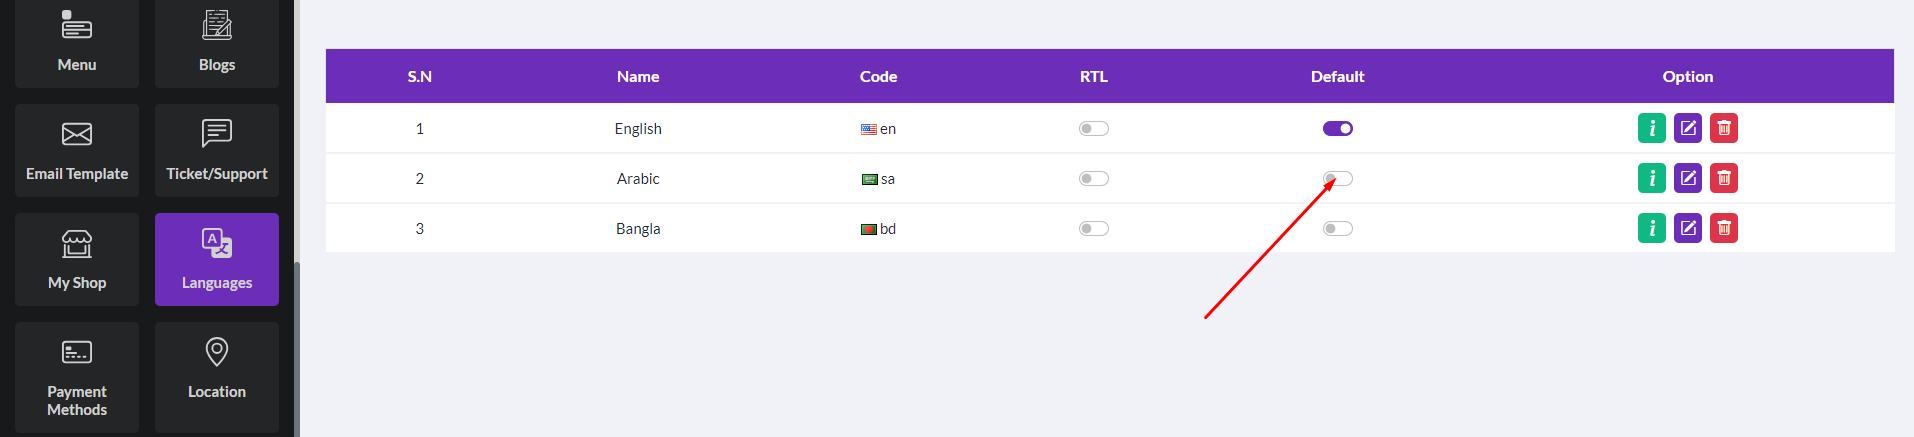 Menu
Blogs
Email Template
Ticket/Support
My Shop
Languages
Payment
Methods
Location
S.N Name Code RTL Default Option
1 English en
2 Arabic sa
3 Bangla bd